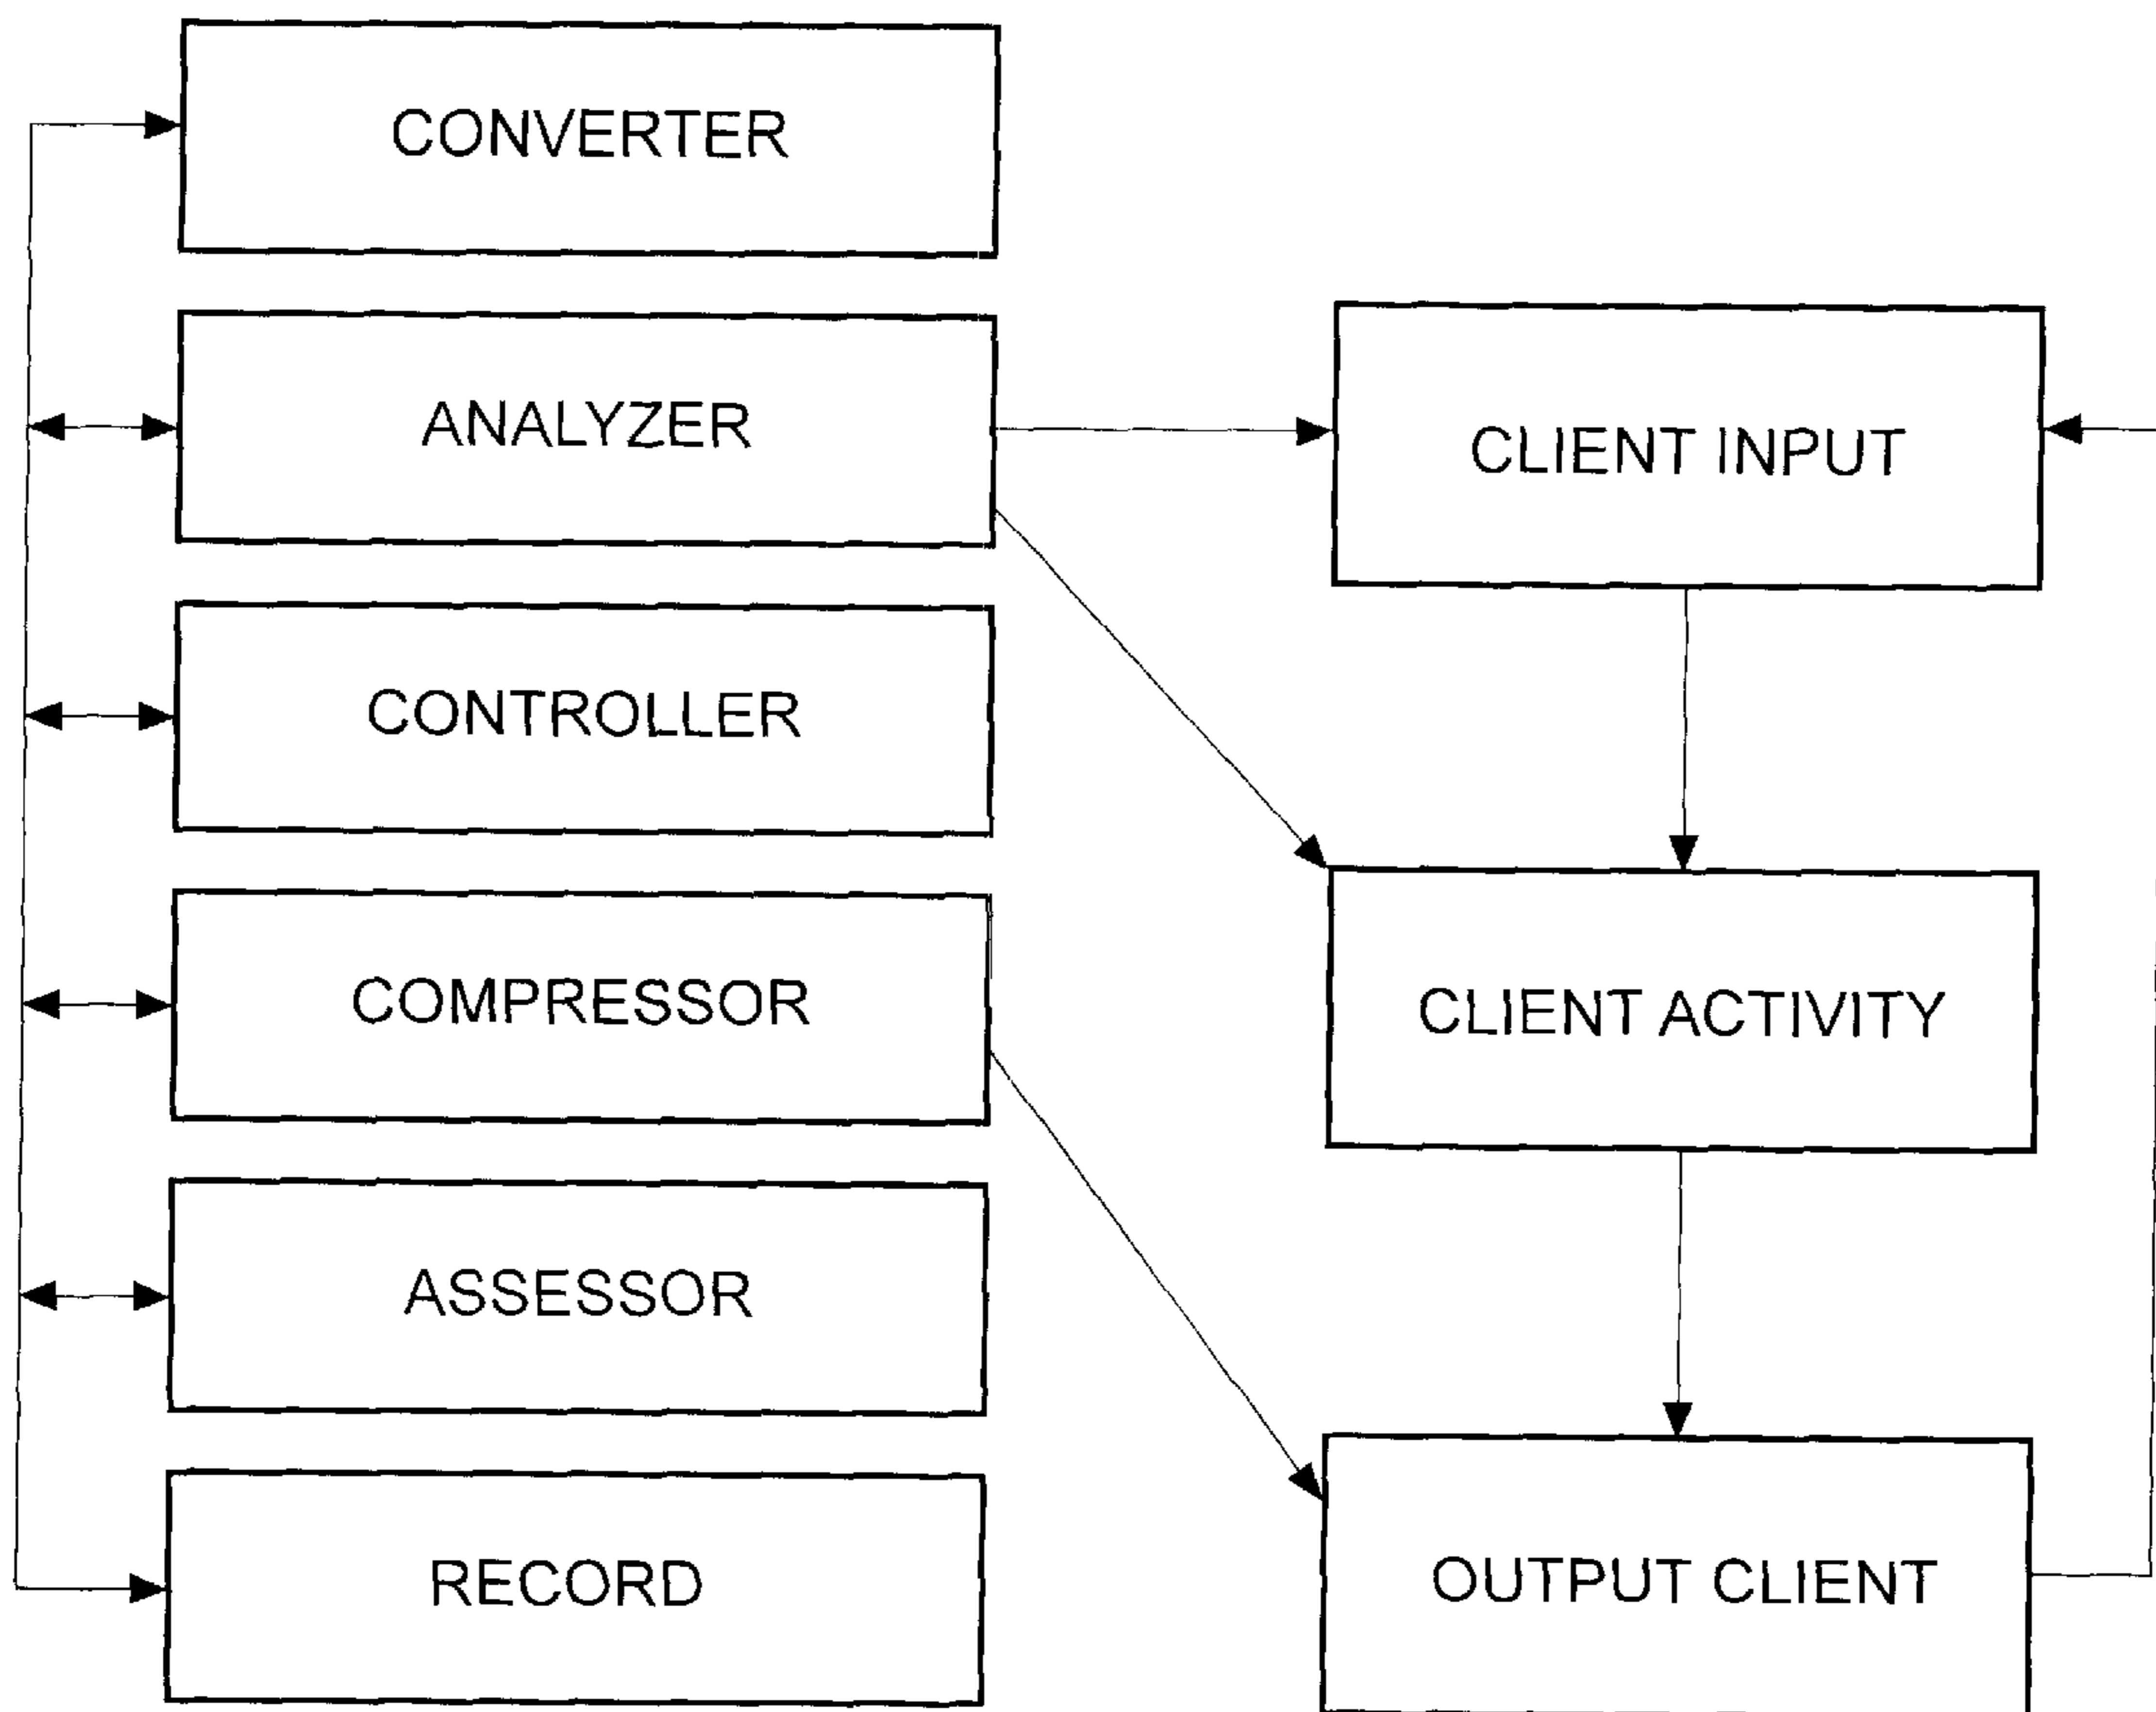 CONVERTER
ANALYZER
CONTROLLER
COMPRESSOR
ASSESSOR
RECORD
CLIENT INPUT
CLIENT ACTIVITY
OUTPUT CLIENT